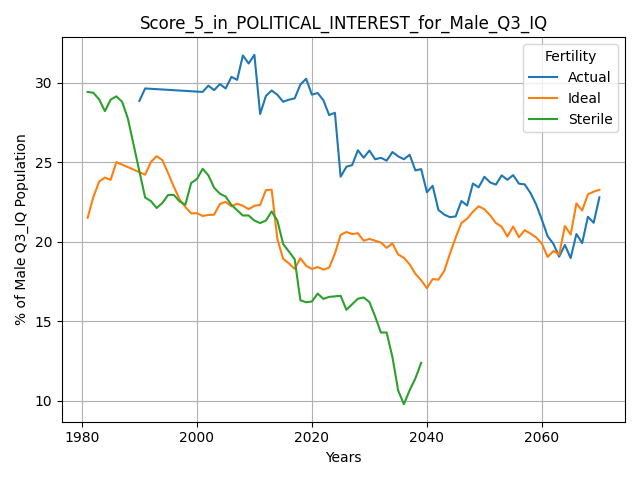 Score_5_in_POLITICAL_INTEREST_for_Male_Q3_IQ
Fertility
Actual
Ideal
Sterile
% of Male Q3_IQ Population
30
25
20
15
10
1980
2000
2020
2040
2060
Years